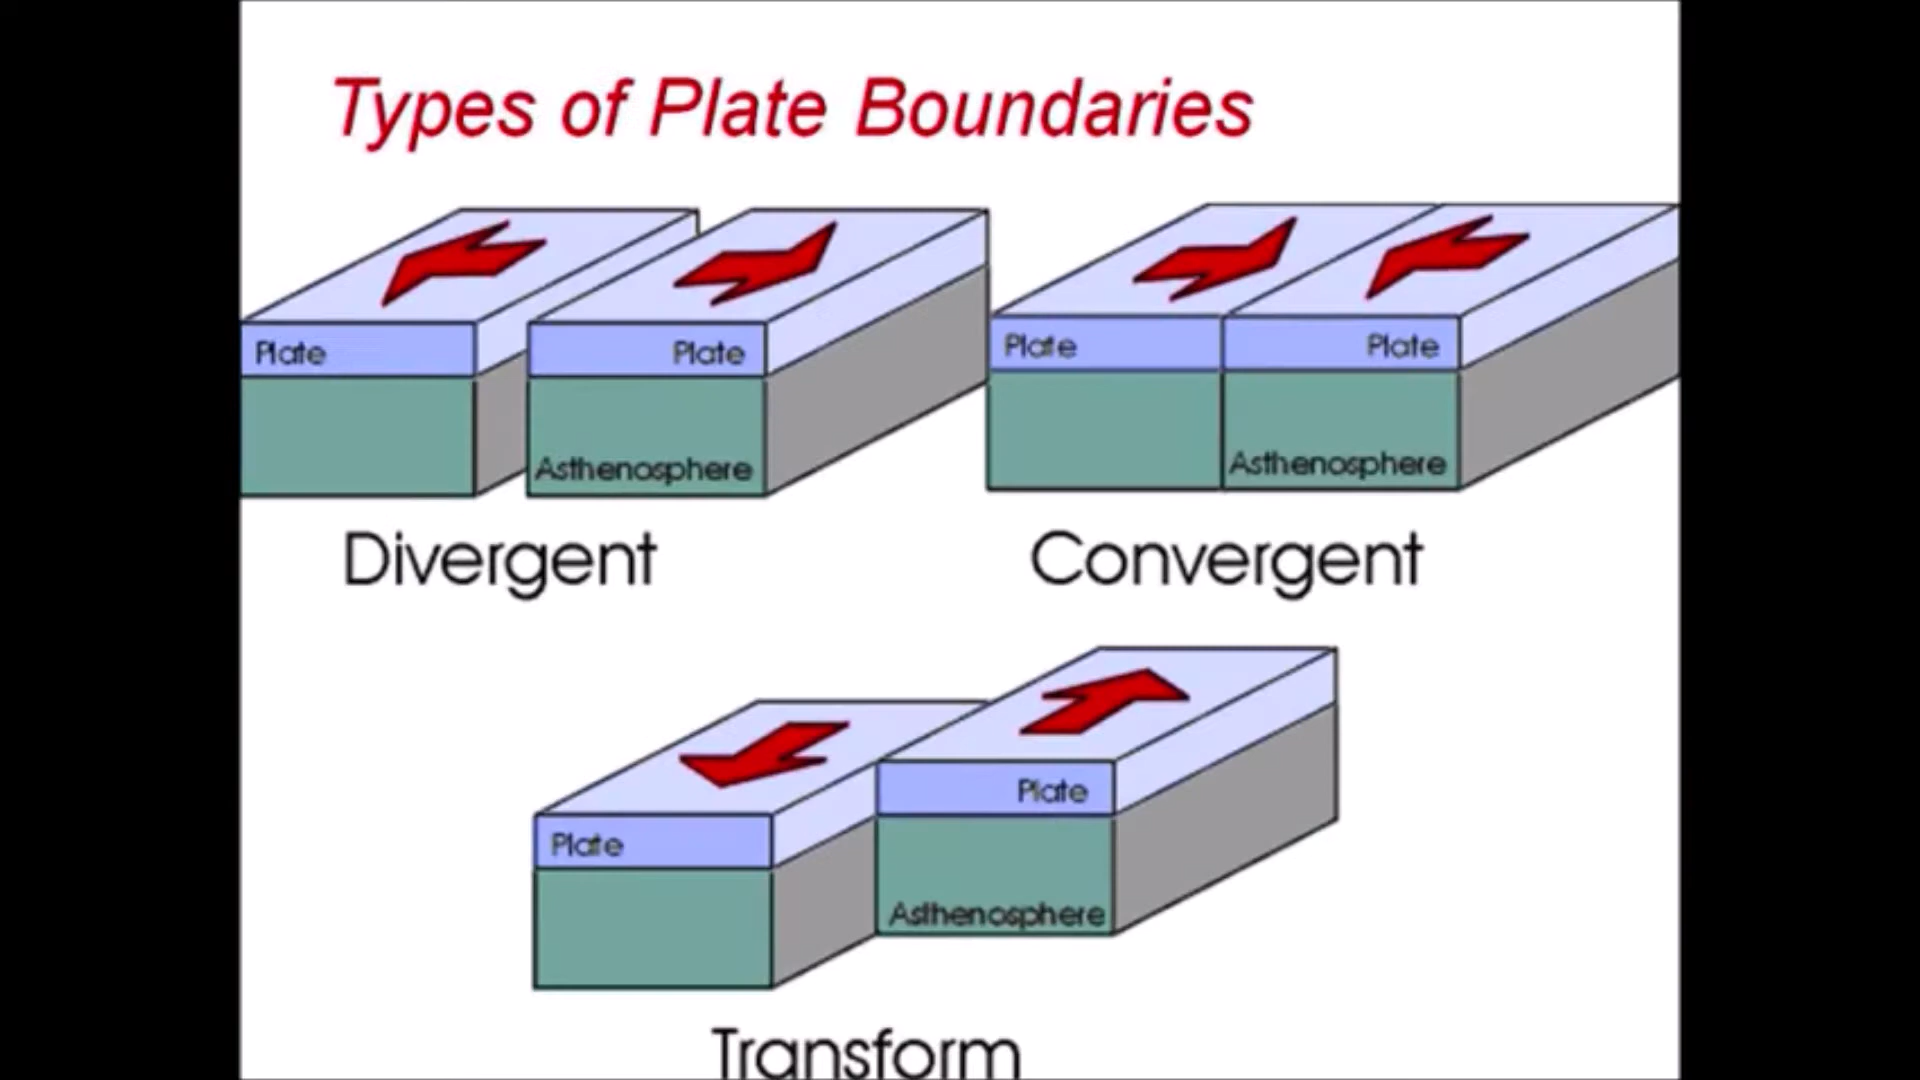 Types of Plate Boundaries
Plate
Plate
Asthenosphere
Divergent
Plate
Plate
Asthenosphere
Convergent
Plate
Plate
Asthenosphere
Transform